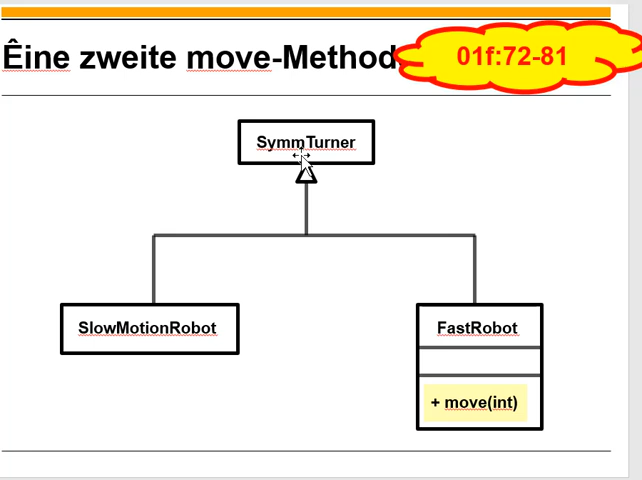 Êine zweite move-Method
01f:72-81
SymmTurner
SlowMotionRobot
FastRobot
+ move(int)